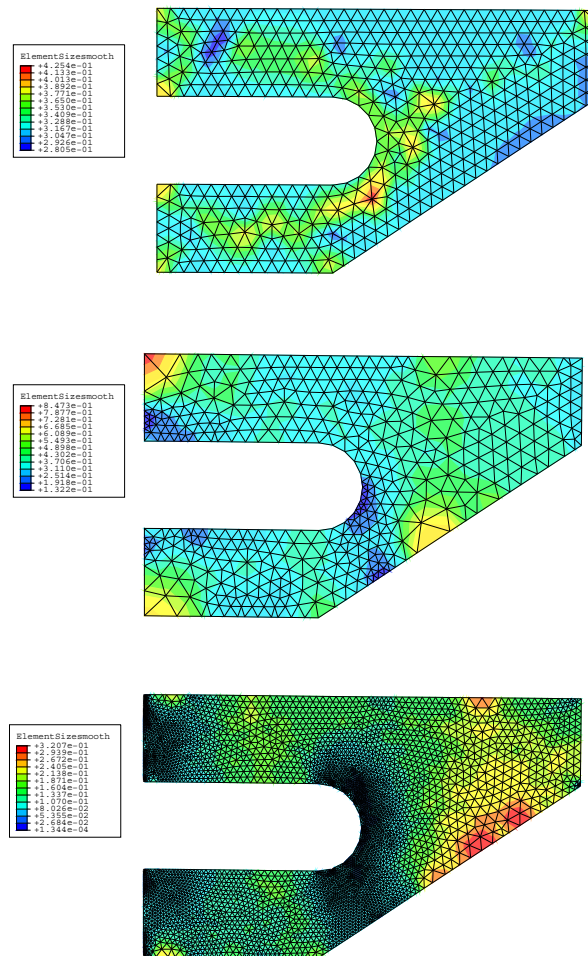 ElementSizesmooth
+4.254e-01
+4.133e-01
+4.013e-01
+3.892e-01
+3.771e-01
+3.650e-01
+3.530e-01
+3.409e-01
+3.288e-01
+3.167e-01
+3.047e-01
+2.926e-01
+2.805e-01
ElementSizesmooth
+8.473e-01
+7.877e-01
+7.281e-01
+6.685e-01
+6.089e-01
+5.493e-01
+4.898e-01
+4.302e-01
+3.706e-01
+3.110e-01
+2.514e-01
+1.918e-01
+1.322e-01
ElementSizesmooth
+3.207e-01
+2.939e-01
+2.672e-01
+2.405e-01
+2.138e-01
+1.871e-01
+1.604e-01
+1.337e-01
+1.070e-01
+8.026e-02
+5.355e-02
+2.684e-02
+1.344e-04